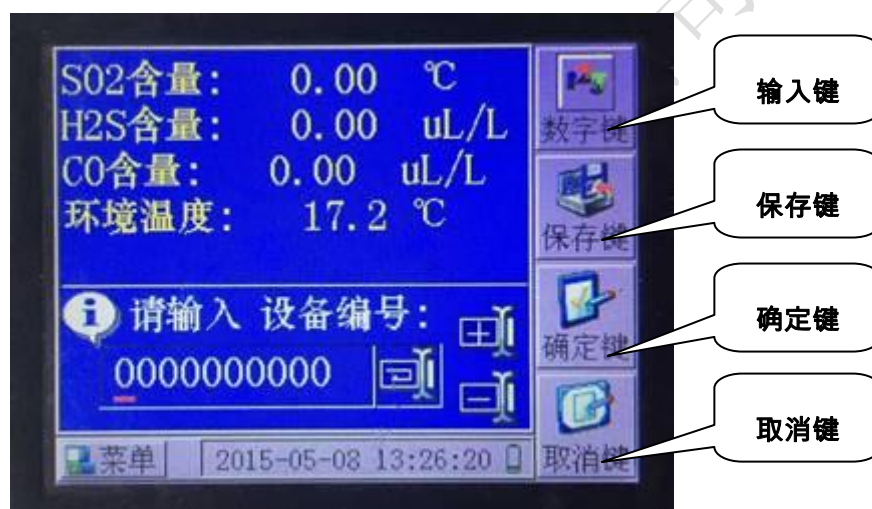 SO2含量: 0.00 ℃
H2S含量: 0.00 uL/L
CO含量: 0.00 uL/L
环境温度: 17.2 ℃
请输入 设备编号:
0000000000
菜单 2015-05-08 13:26:20
数字键
保存键
确定键
取消键
输入键
保存键
确定键
取消键
司